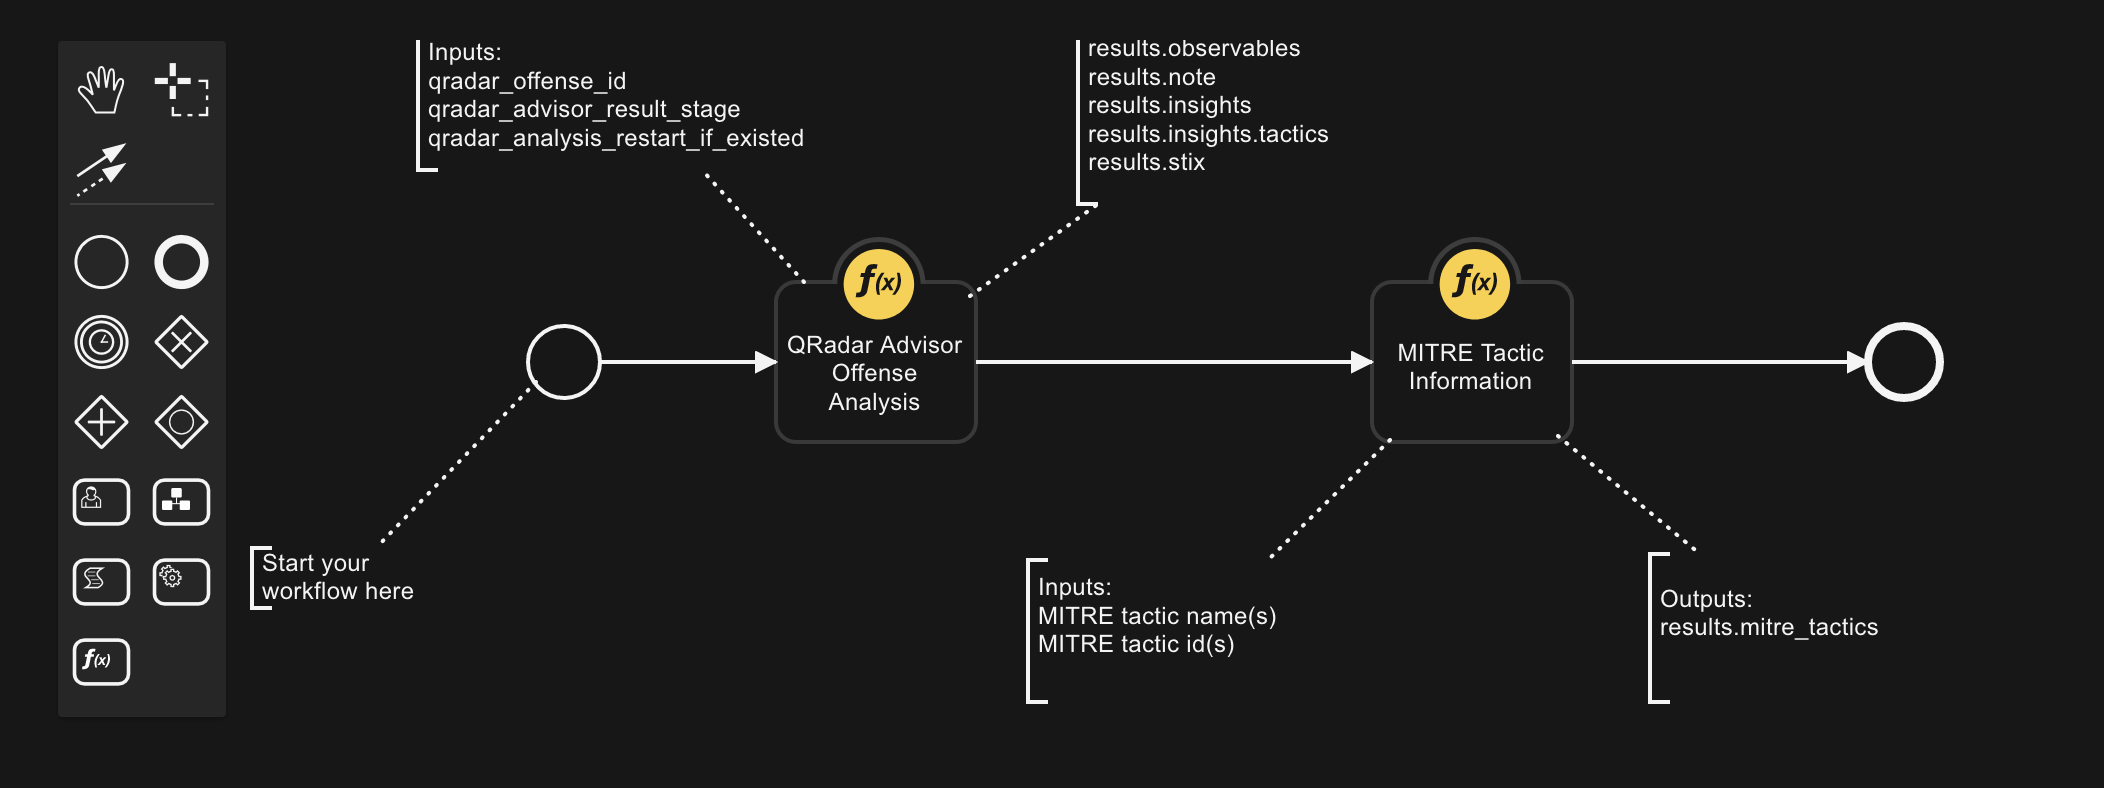 Inputs:
qradar_offense_id
qradar_advisor_result_stage
qradar_analysis_restart_if_existed
results.observables
results.note
results.insights
results.insights.tactics
results.stix
f(x)
QRadar Advisor
Offense
Analysis
f(x)
MITRE Tactic
Information
Start your
workflow here
Inputs:
MITRE tactic name(s)
MITRE tactic id(s)
Outputs:
results.mitre_tactics
f(x)